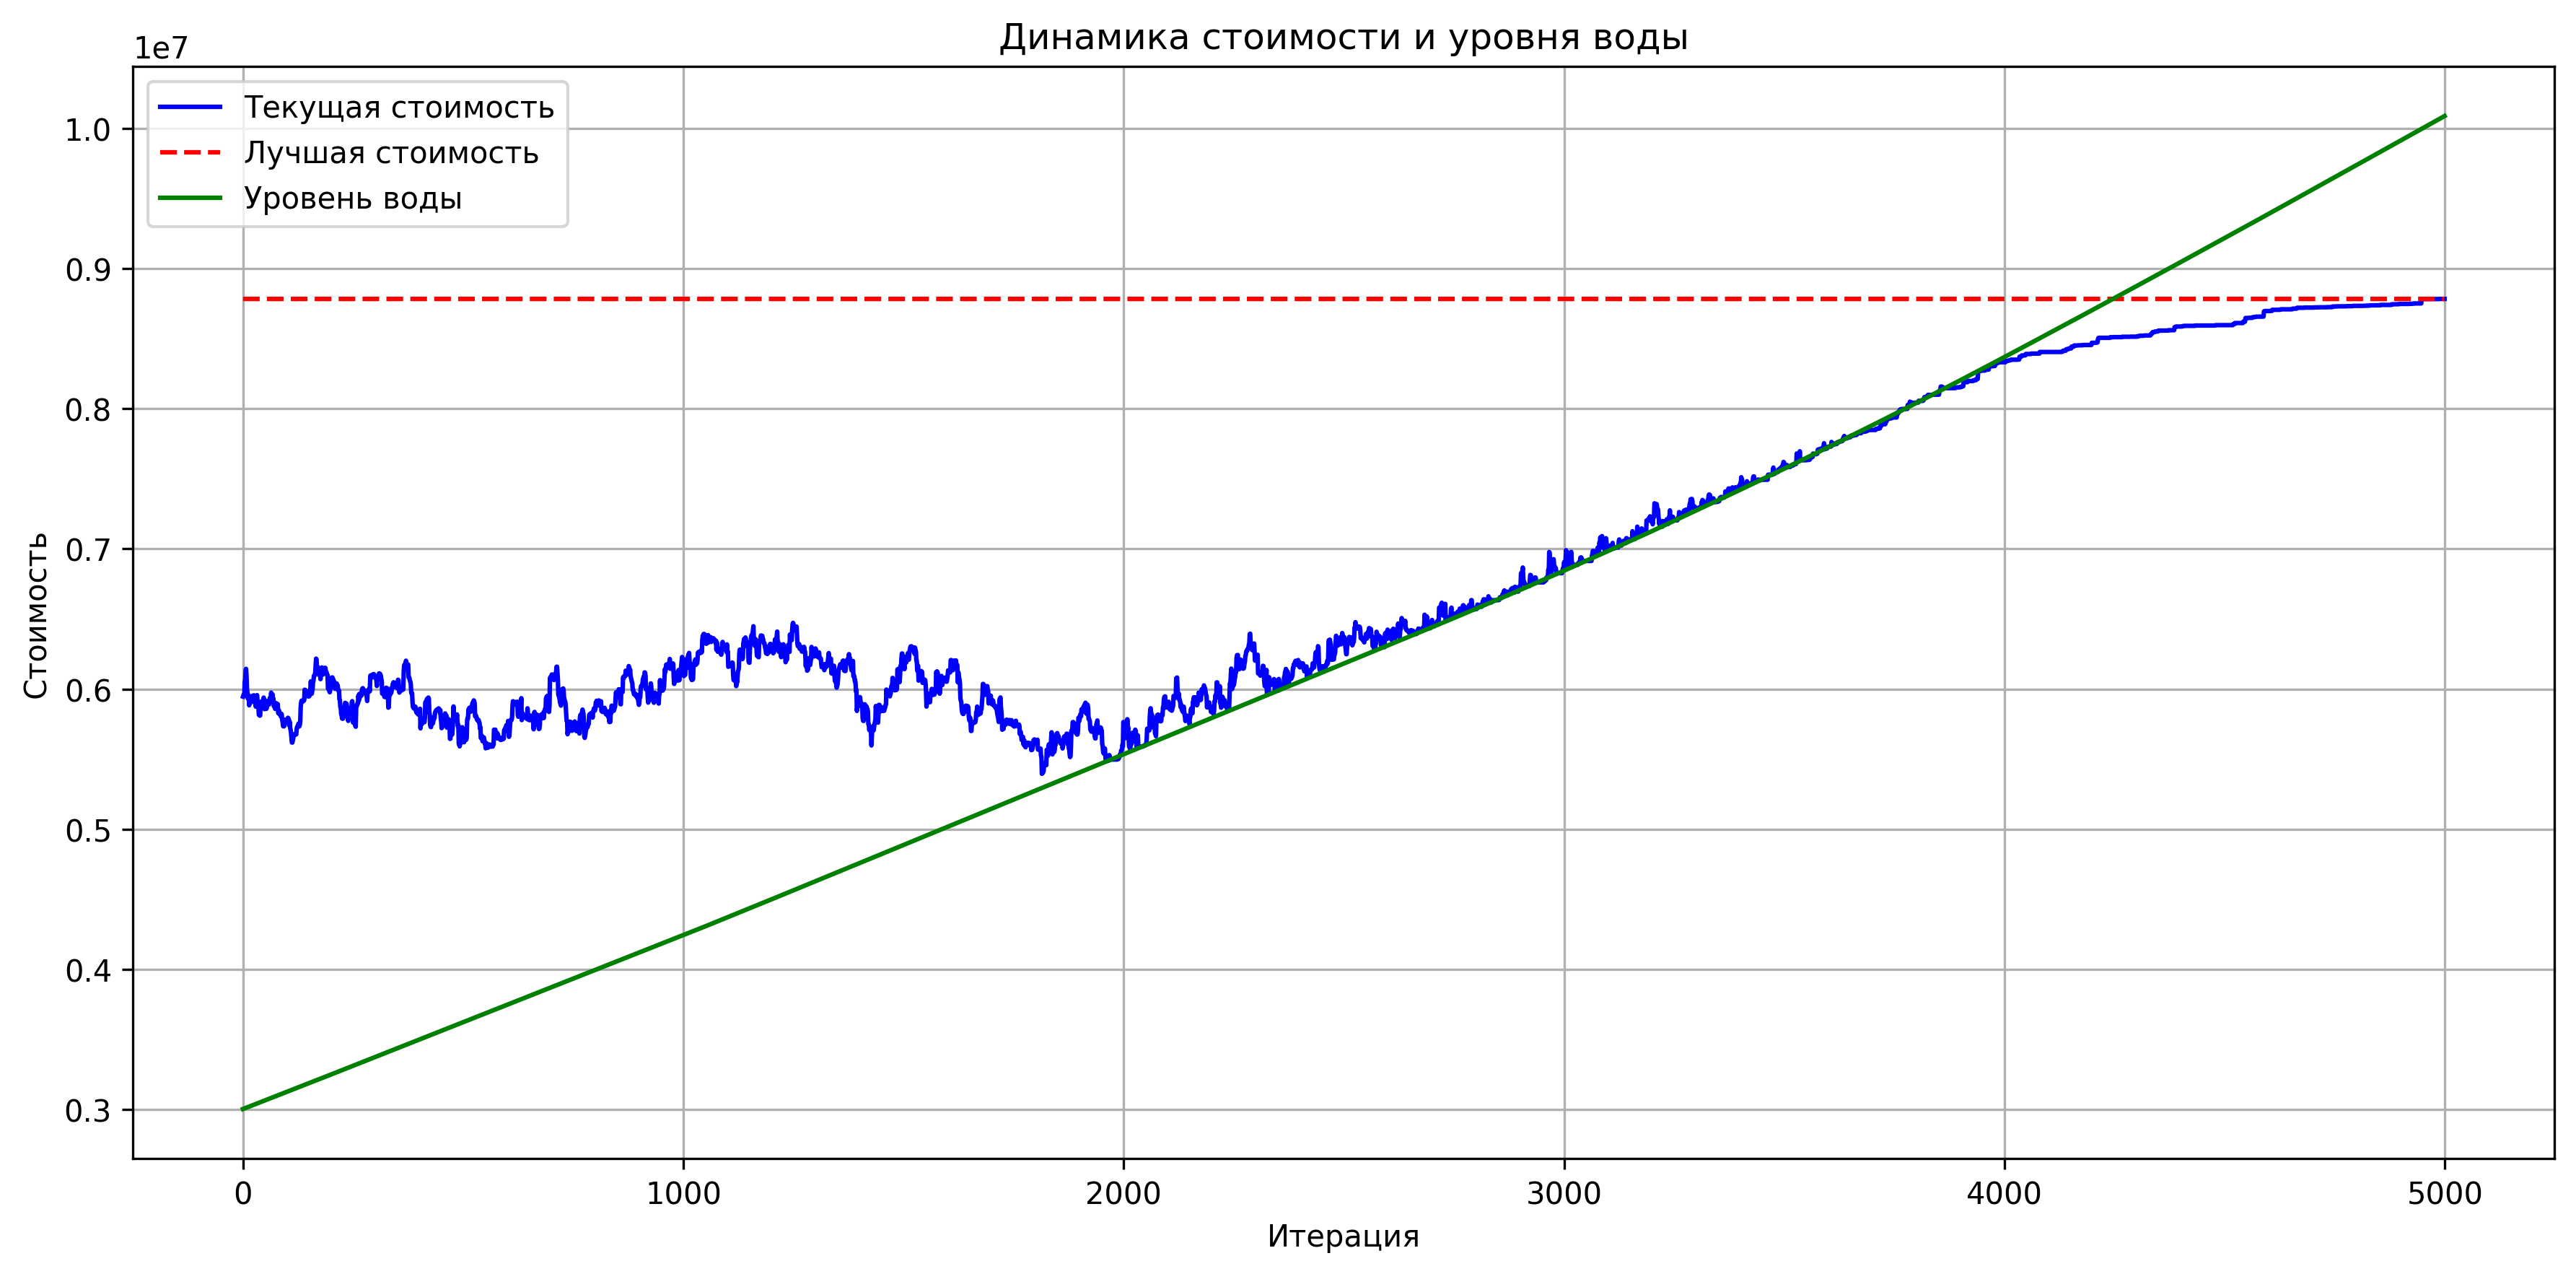 Динамика стоимости и уровня воды
1e7
Текущая стоимость
Лучшая стоимость
Уровень воды
1.0
0.9
0.8
0.7
0.6
0.5
0.4
0.3
Стоимость
0 1000 2000 3000 4000 5000
Итерация